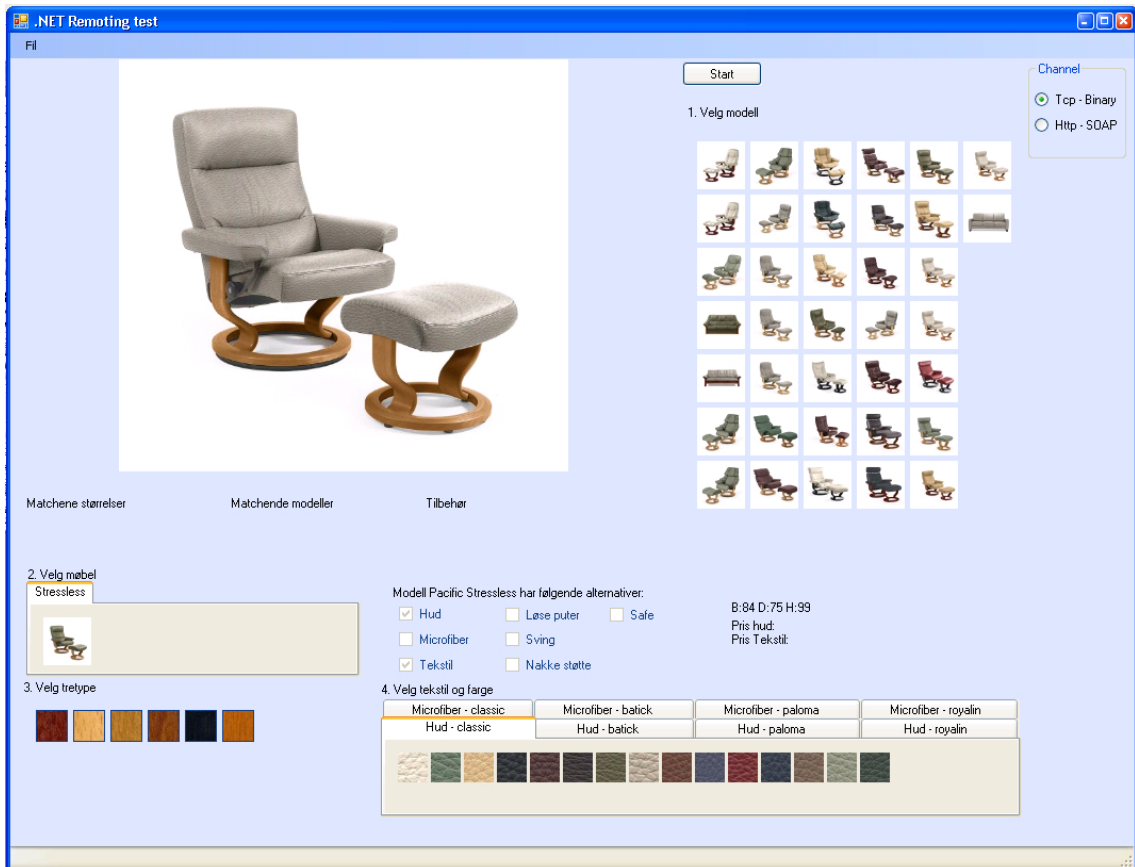 .NET Remoting test
Fil
Start
Channel
Tcp - Binary
Http - SOAP
1. Velg modell
Matchene størrelser
Matchende modeller
Tilbehør
2. Velg møbel
Stressless
Modell Pacific Stressless har følgende alternativer:
Hud
Løse puter
Safe
Microfiber
Sving
Tekstil
Nakke støtte
B:84 D:75 H:99
Pris hud:
Pris Tekstil:
3. Velg tretype
4. Velg tekstil og farge
Microfiber - classic
Microfiber - batick
Microfiber - paloma
Microfiber - royalin
Hud - classic
Hud - batick
Hud - paloma
Hud - royalin